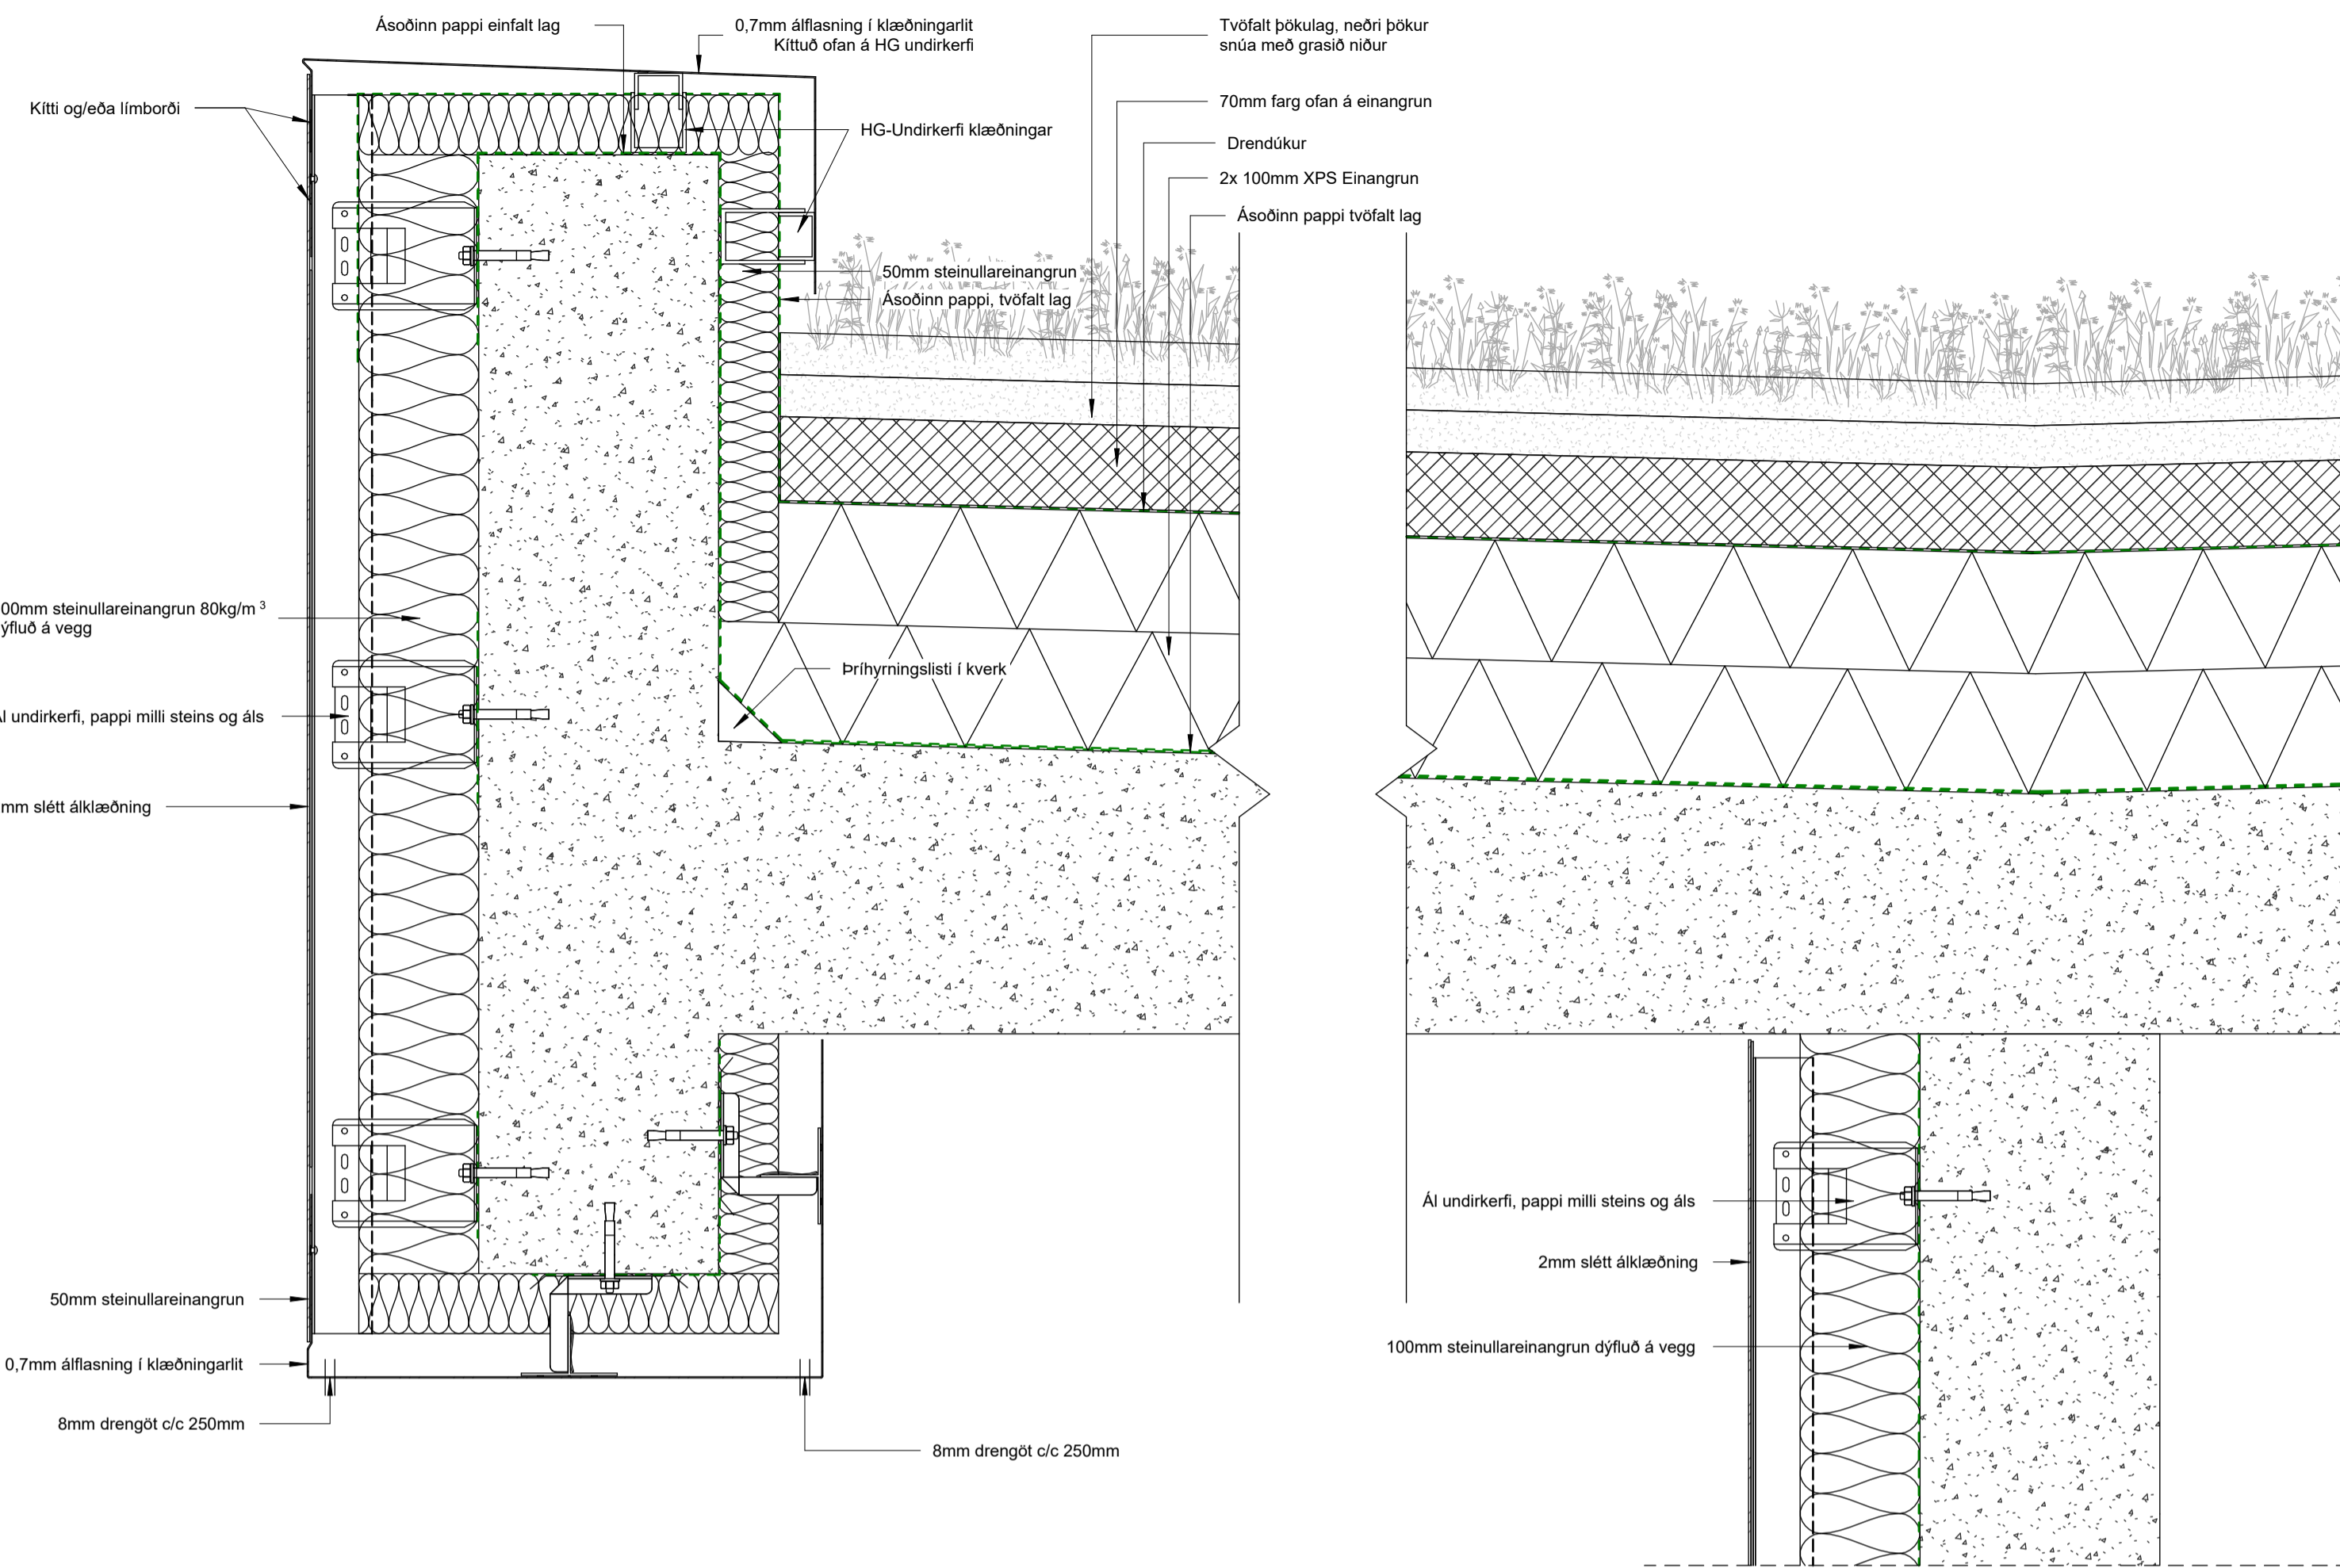 Ásoðinn pappi einfalt lag
0,7mm álflasning í klæðningarlit
Kíttuð ofan á HG undirkerfi
Tvöfalt þökulag, neðri þökur
snúa með grasið niður
Kítti og/eða límborði
70mm farg ofan á einangrun
HG-Undirkerfi klæðningar
Drendúkur
2x 100mm XPS Einangrun
Ásoðinn pappi tvöfalt lag
50mm steinullareinangrun
Ásoðinn pappi, tvöfalt lag
00mm steinullareinangrun 80kg/m³
ýfluð á vegg
Þríhyrningslisti í kverk
Ál undirkerfi, pappi milli steins og áls
mm slétt álklæðning
Ál undirkerfi, pappi milli steins og áls
2mm slétt álklæðning
50mm steinullareinangrun
100mm steinullareinangrun dýfluð á vegg
0,7mm álflasning í klæðningarlit
8mm drengöt c/c 250mm
8mm drengöt c/c 250mm